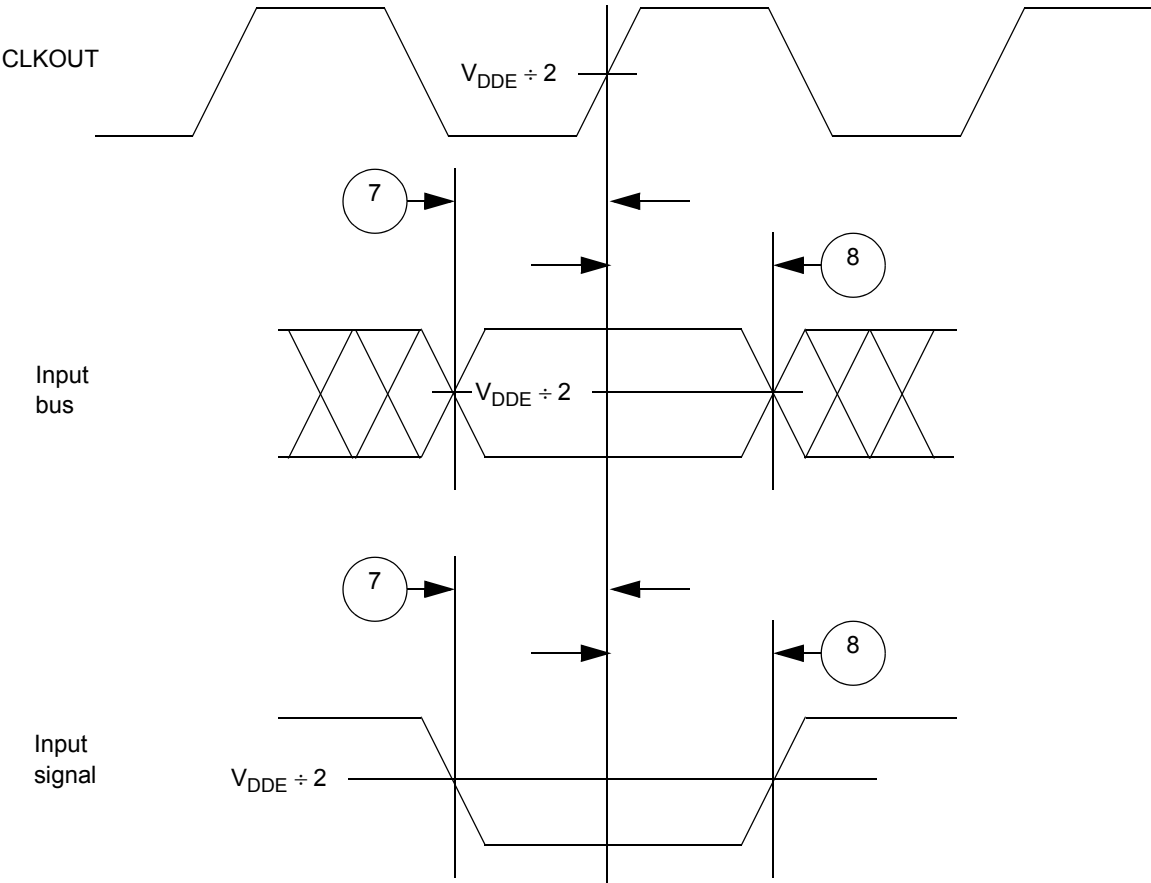 CLKOUT
VDDE ÷ 2
7
8
Input
bus
VDDE ÷ 2
7
8
Input
signal
VDDE ÷ 2